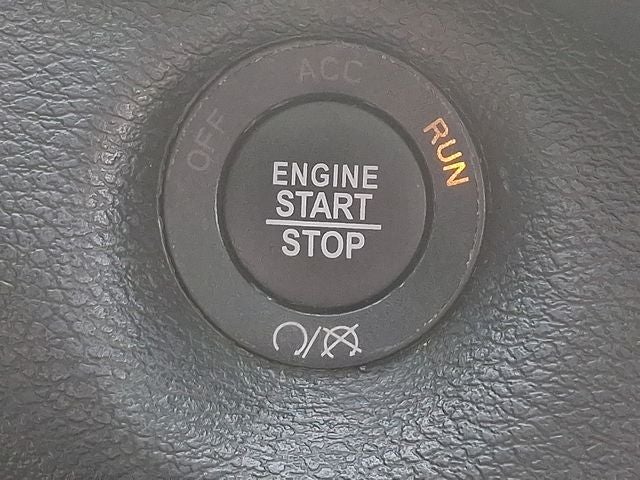 ACC
OFF
RUN
ENGINE
START
STOP